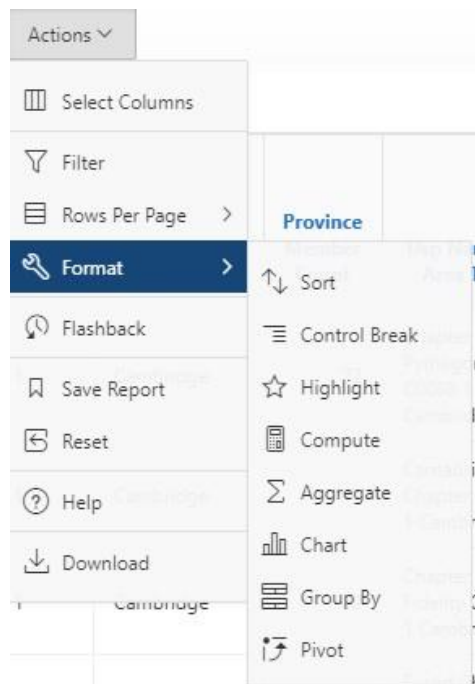 Actions
Select Columns
Filter
Rows Per Page
Province
Format
Sort
Flashback
Control Break
Save Report
Highlight
Reset
Compute
Help
Aggregate
Download
Chart
Cambridge
Group By
Pivot